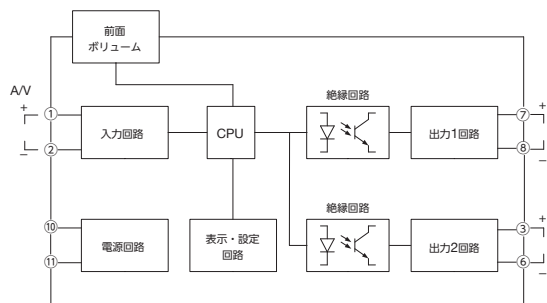 前面
ボリューム
A/V
+
①
②
−
入力回路
CPU
絶縁回路
出力1回路
⑦
⑧
+
−
⑩
⑪
電源回路
表示・設定
回路
絶縁回路
出力2回路
③
⑥
+
−